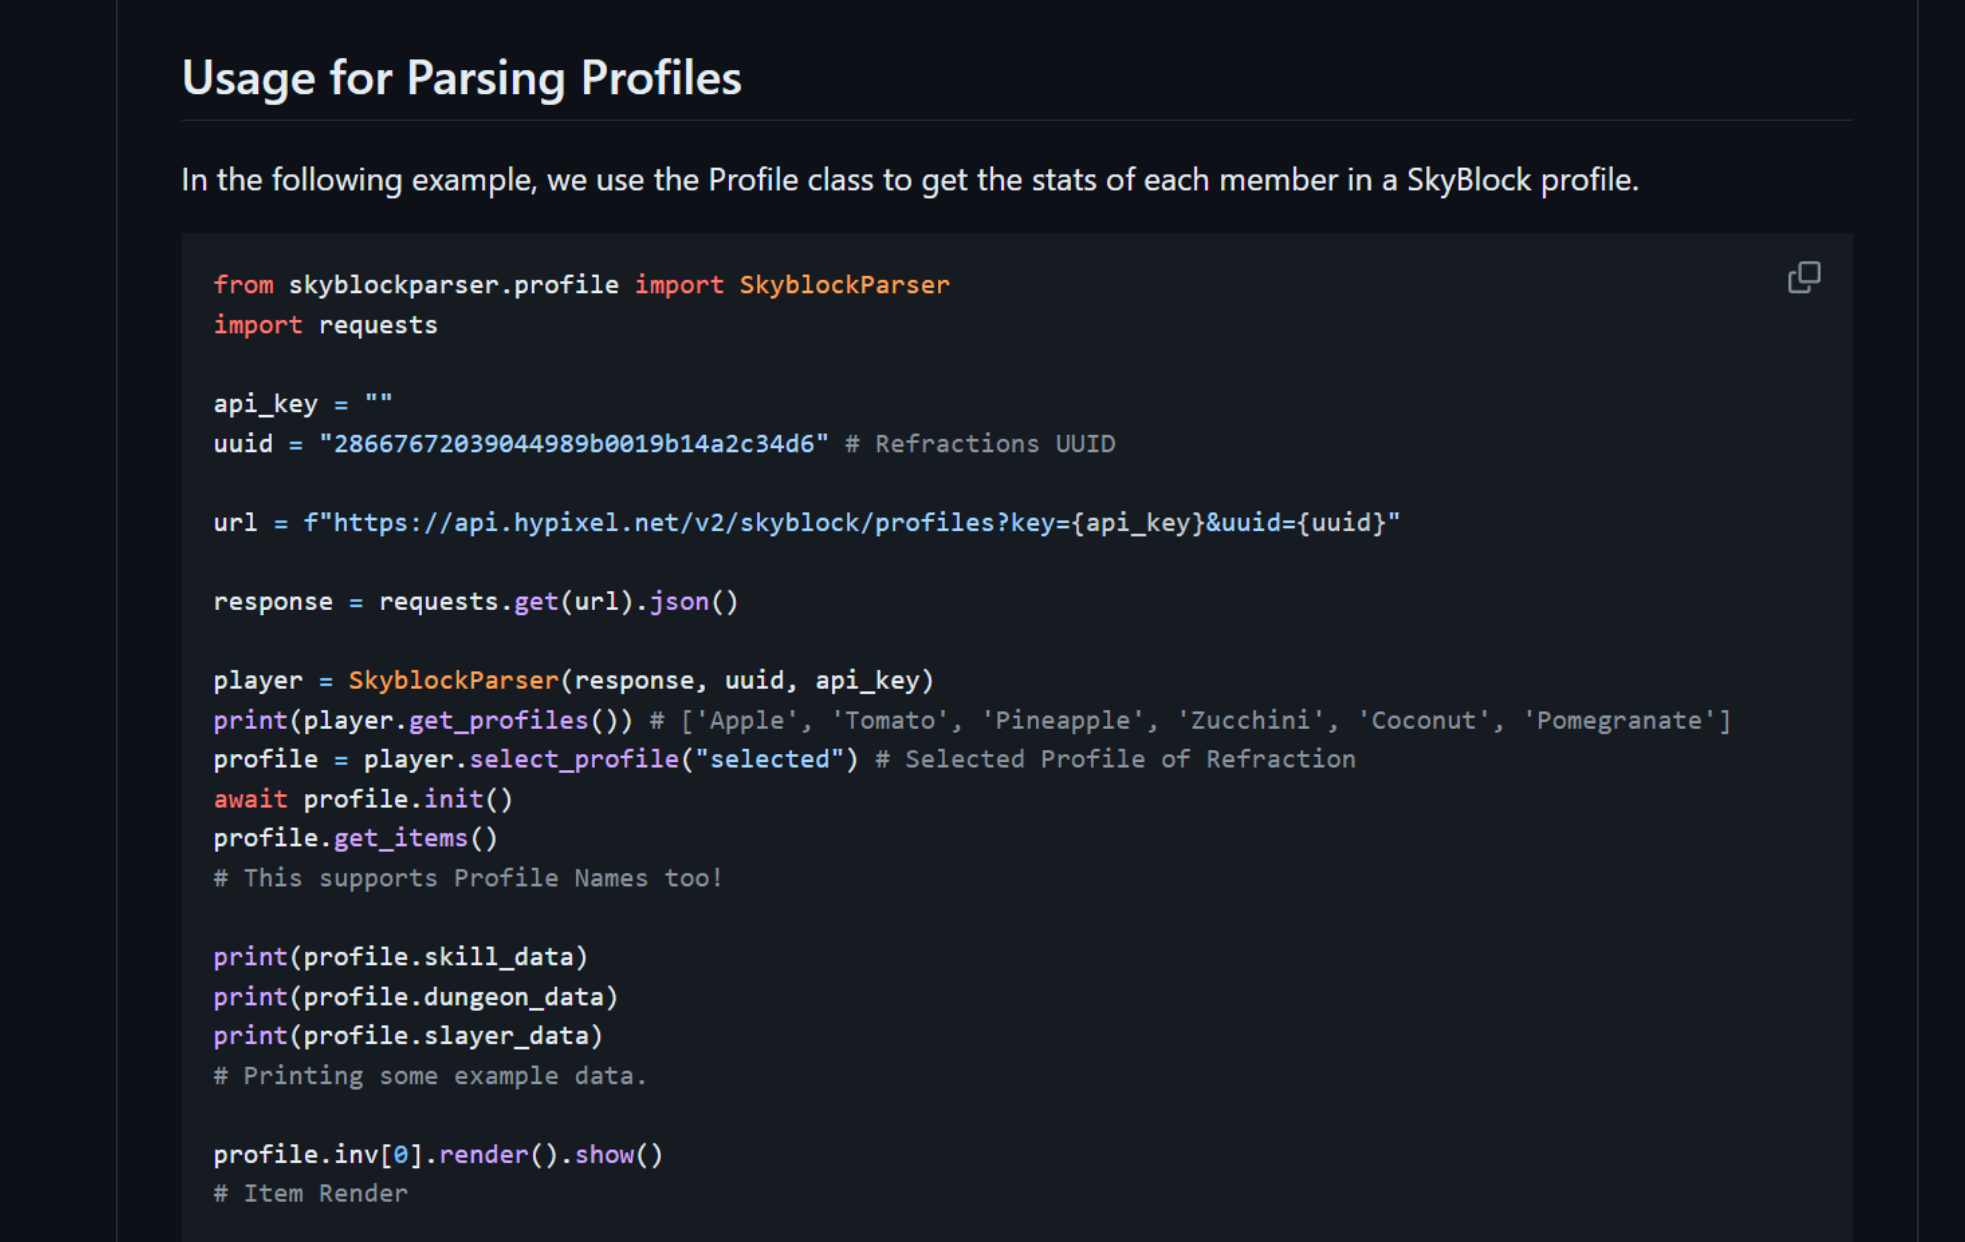 Usage for Parsing Profiles
In the following example, we use the Profile class to get the stats of each member in a SkyBlock profile.
from skyblockparser.profile import SkyblockParser
import requests
api_key = ""
uuid = "28667672039044989b0019b14a2c34d6" # Refractions UUID
url = f"https://api.hypixel.net/v2/skyblock/profiles?key={api_key}&uuid={uuid}"
response = requests.get(url).json()
player = SkyblockParser(response, uuid, api_key)
print(player.get_profiles()) # ['Apple', 'Tomato', 'Pineapple', 'Zucchini', 'Coconut', 'Pomegranate']
profile = player.select_profile("selected") # Selected Profile of Refraction
await profile.init()
profile.get_items()
# This supports Profile Names too!
print(profile.skill_data)
print(profile.dungeon_data)
print(profile.slayer_data)
# Printing some example data.
profile.inv[0].render().show()
# Item Render